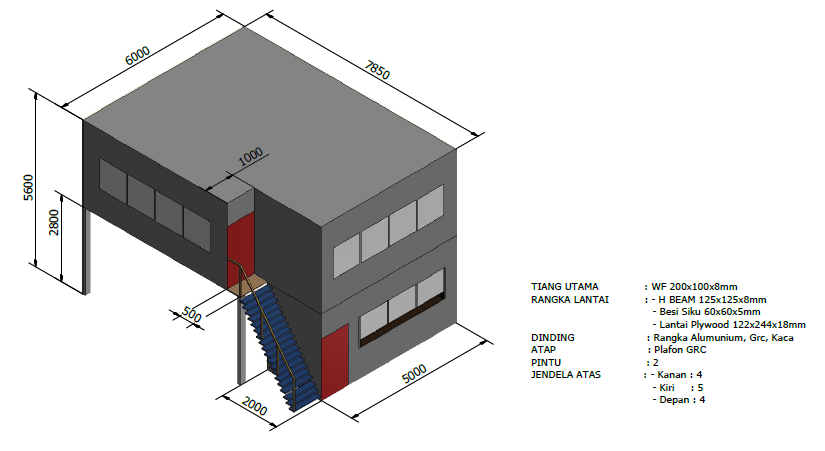 6000
7850
1000
5600
2800
500
2000
5000
TIANG UTAMA : WF 200x100x8mm
RANGKA LANTAI : - H BEAM 125x125x8mm
- Besi Siku 60x60x5mm
- Lantai Plywood 122x244x18mm
DINDING : Rangka Alumunium, Grc, Kaca
ATAP : Plafon GRC
PINTU : 2
JENDELA ATAS : - Kanan : 4
- Kiri : 5
- Depan : 4